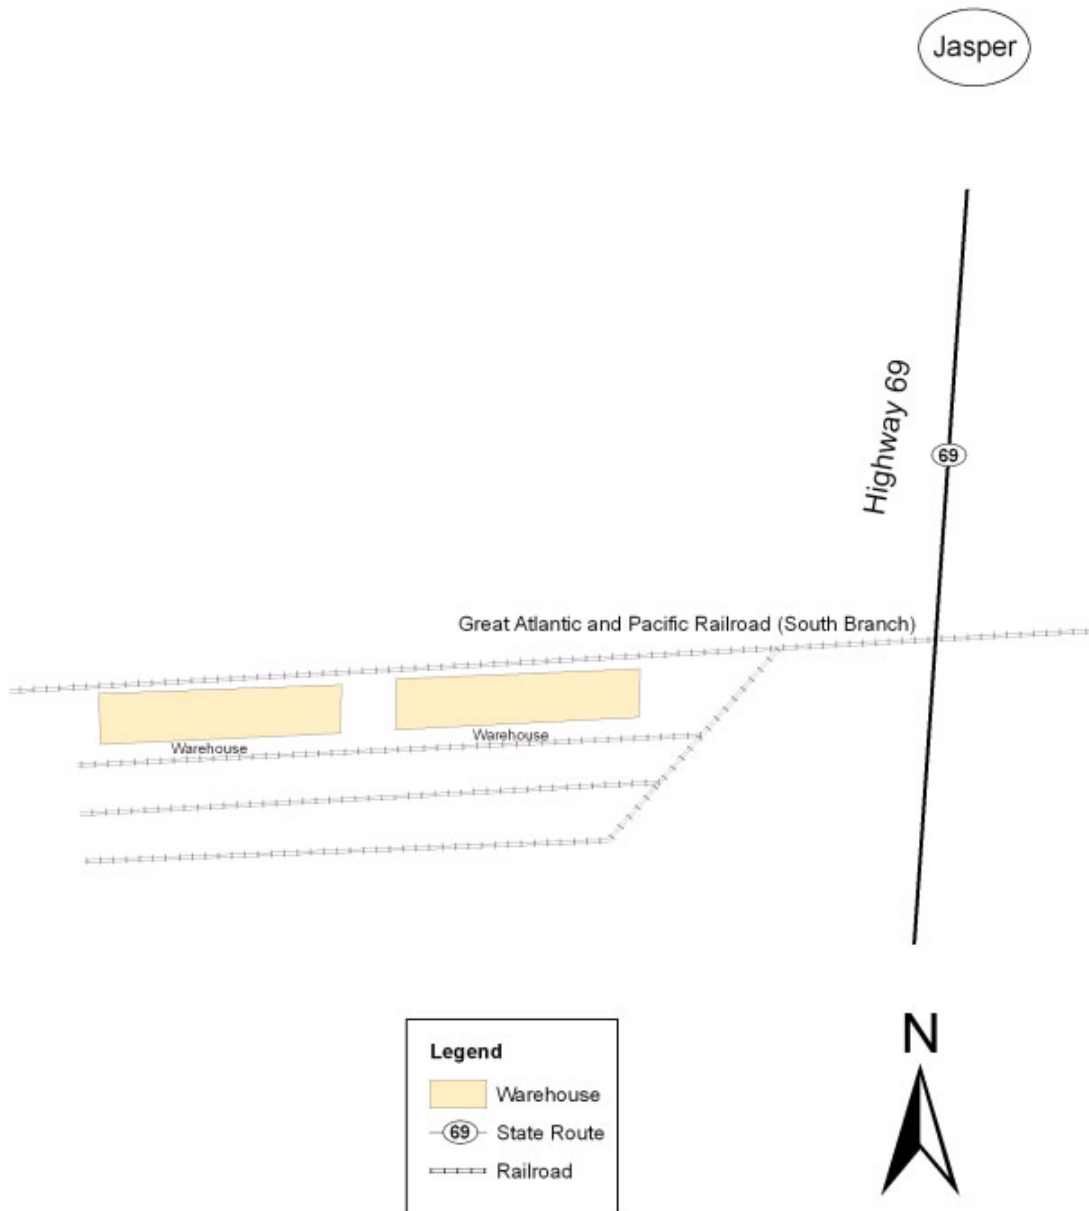 Jasper
Highway 69
69
Great Atlantic and Pacific Railroad (South Branch)
Warehouse
Warehouse
N
Legend
Warehouse
69 State Route
Railroad